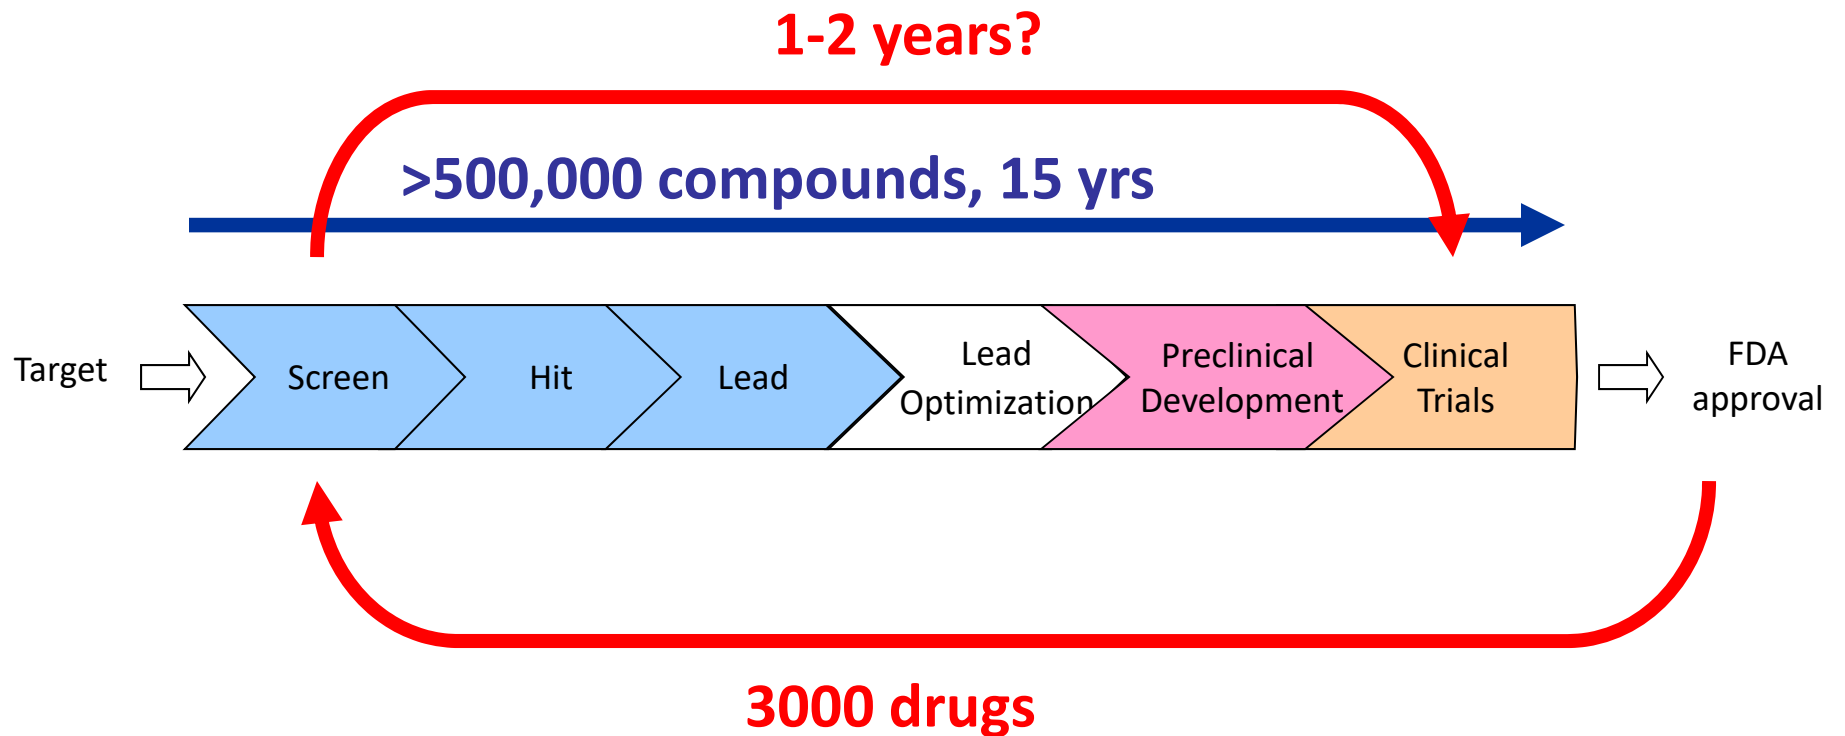 1-2 years?
>500,000 compounds, 15 yrs
Target
Screen
Hit
Lead
Lead
Optimization
Preclinical
Development
Clinical
Trials
FDA
approval
3000 drugs